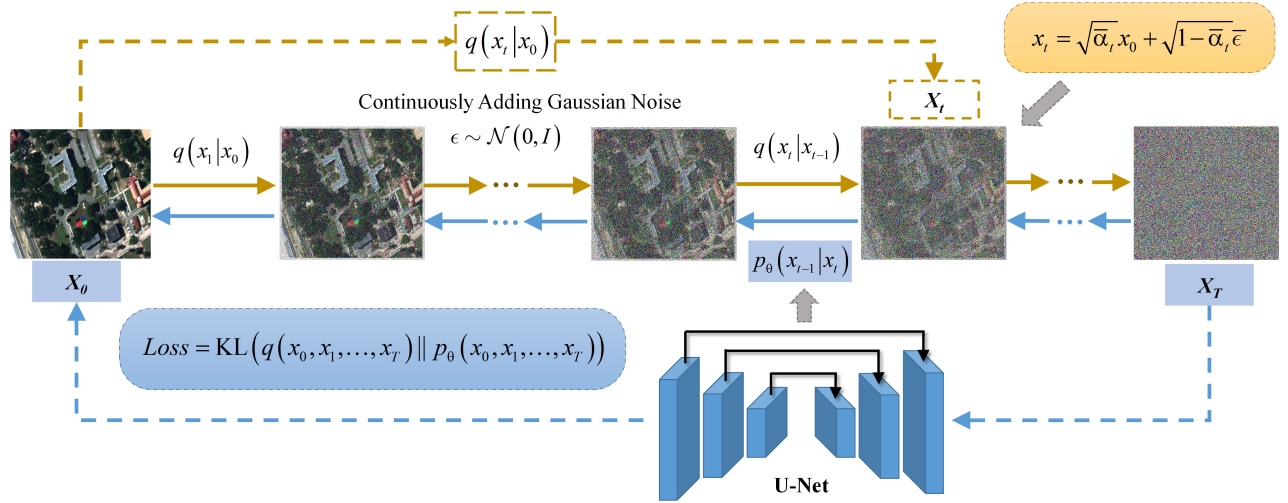 q(x_t|x_0)
x_t = √ᾱ_t x_0 + √1−ᾱ_t ε̄
X_t
Continuously Adding Gaussian Noise
ϵ ~ 𝒩(0, I)
q(x_1|x_0)
...
q(x_t|x_{t−1})
...
...
...
p_θ(x_{t−1}|x_t)
X_0
X_T
Loss = KL(q(x_0, x_1,…, x_T) || p_θ(x_0, x_1,…, x_T))
U-Net